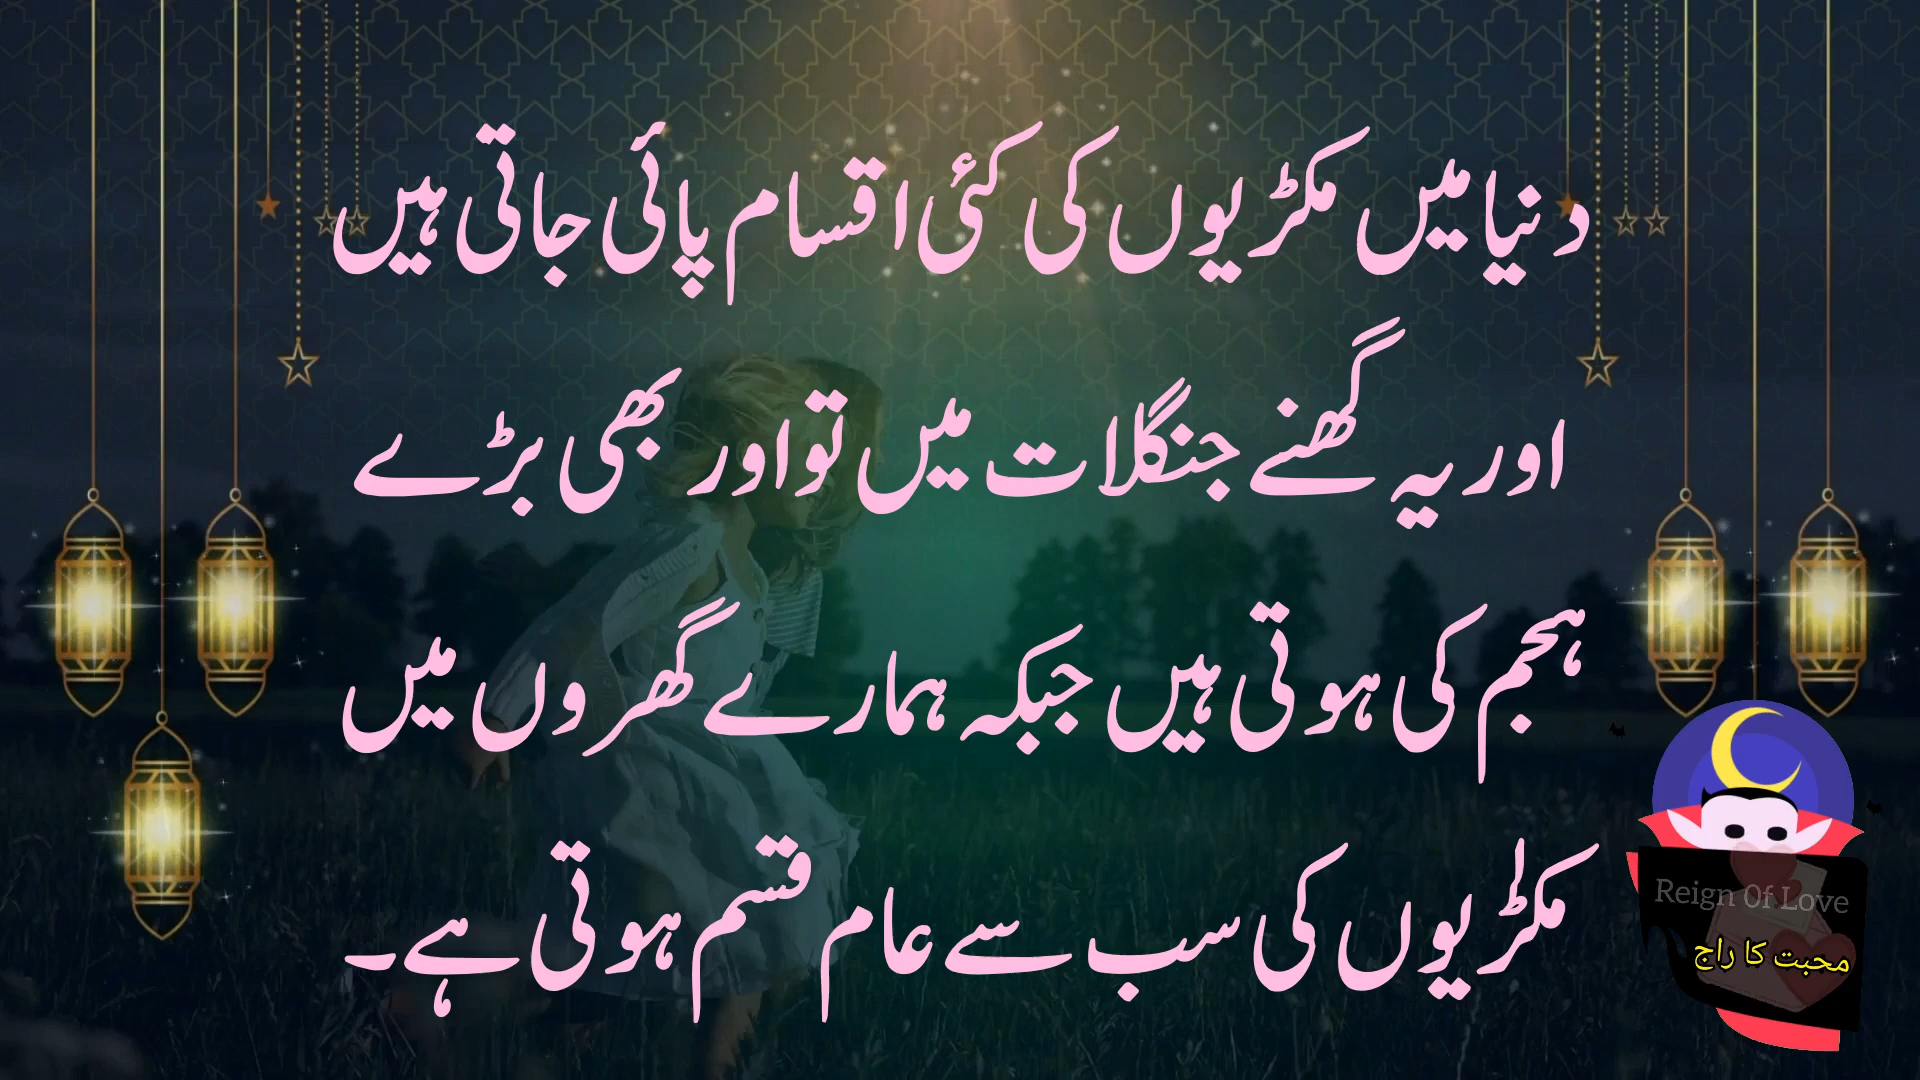 دنیا میں مکڑیوں کی کئی اقسام پائی جاتی ہیں
اور یہ گھنے جنگلات میں تو اور بھی بڑے
ہجم کی ہوتی ہیں جبکہ ہمارے گھروں میں
مکڑیوں کی سب سے عام قسم ہوتی ہے۔
Reign Of Love
محبت کا راج